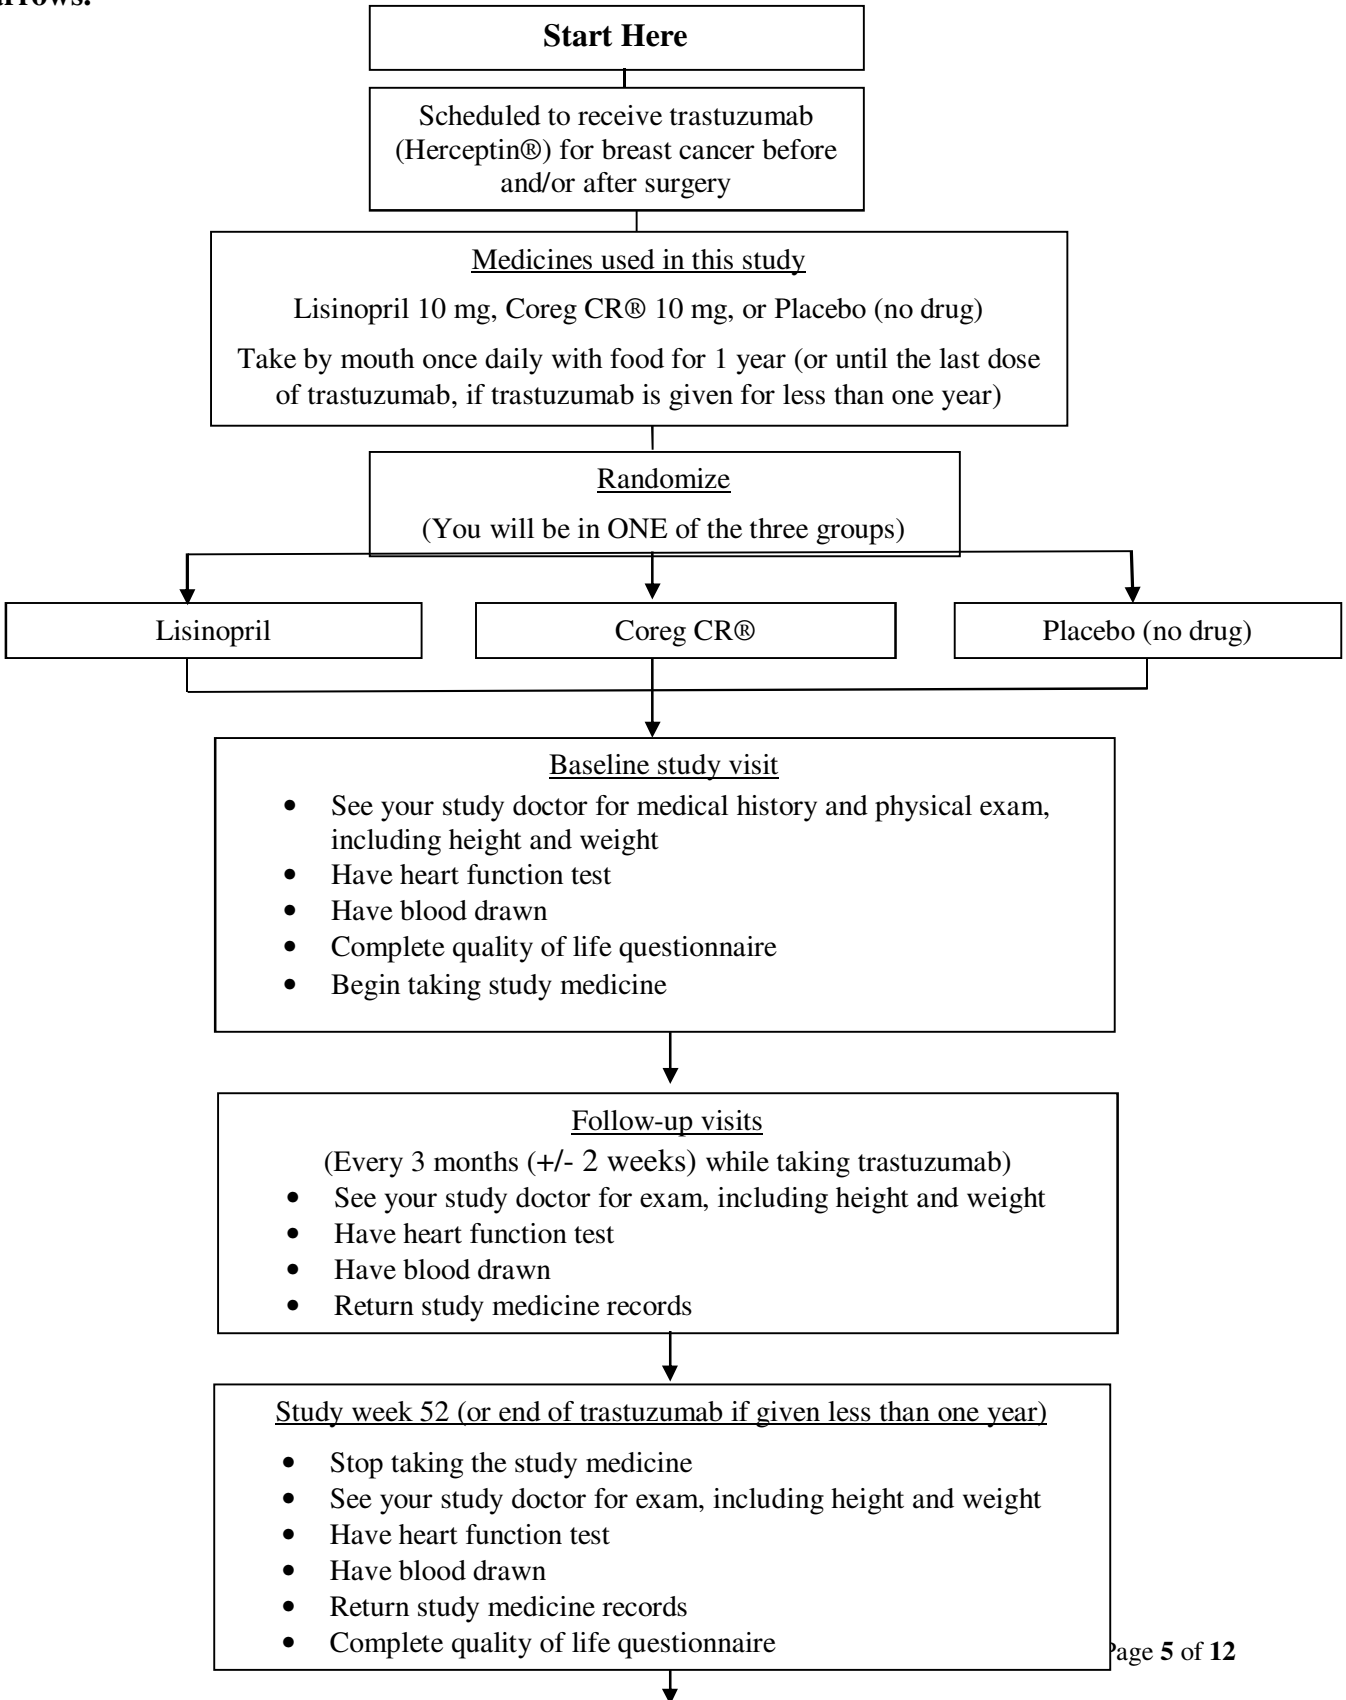 arrows.
Start Here
Scheduled to receive trastuzumab
(Herceptin®) for breast cancer before
and/or after surgery
Medicines used in this study
Lisinopril 10 mg, Coreg CR® 10 mg, or Placebo (no drug)
Take by mouth once daily with food for 1 year (or until the last dose
of trastuzumab, if trastuzumab is given for less than one year)
Randomize
(You will be in ONE of the three groups)
Lisinopril
Coreg CR®
Placebo (no drug)
Baseline study visit
• See your study doctor for medical history and physical exam,
including height and weight
• Have heart function test
• Have blood drawn
• Complete quality of life questionnaire
• Begin taking study medicine
Follow-up visits
(Every 3 months (+/- 2 weeks) while taking trastuzumab)
• See your study doctor for exam, including height and weight
• Have heart function test
• Have blood drawn
• Return study medicine records
Study week 52 (or end of trastuzumab if given less than one year)
• Stop taking the study medicine
• See your study doctor for exam, including height and weight
• Have heart function test
• Have blood drawn
• Return study medicine records
• Complete quality of life questionnaire
Page 5 of 12